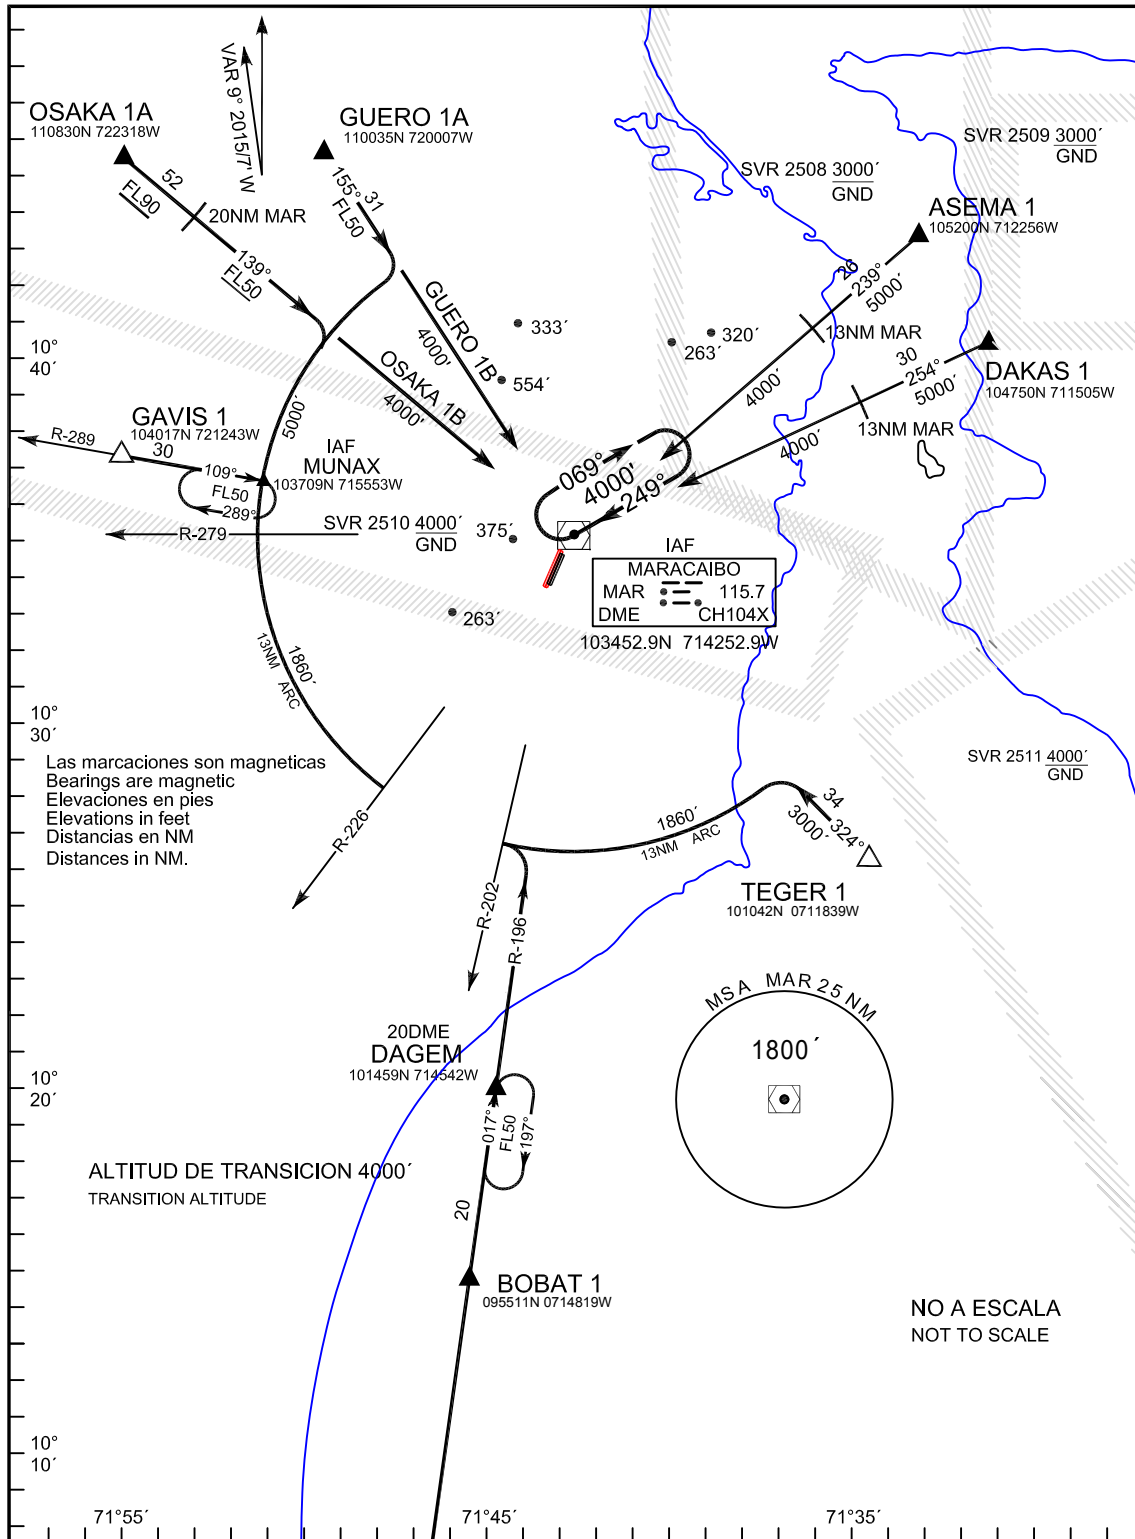 VAR 9° 2015/7' W
OSAKA 1A
110830N 722318W
52
FL90
20NM MAR
139°
FL50
GUERO 1A
110035N 720007W
31
155°
FL50
GUERO 1B
4000'
OSAKA 1B
4000'
SVR 2508 3000´
GND
SVR 2509 3000´
GND
ASEMA 1
105200N 712256W
26
239°
5000´
13NM MAR
4000´
DAKAS 1
104750N 711505W
30
254°
5000´
13NM MAR
4000´
333´
554´
263´
320´
10°
40´
GAVIS 1
104017N 721243W
R-289
30
109°
FL50
289°
IAF
MUNAX
103709N 715553W
5000´
R-279
SVR 2510 4000´
GND
375´
263´
069°
4000'
249°
IAF
MARACAIBO
MAR 115.7
DME CH104X
103452.9N 714252.9W
1860´
13NM ARC
10°
30´
Las marcaciones son magneticas
Bearings are magnetic
Elevaciones en pies
Elevations in feet
Distancias en NM
Distances in NM.
R-226
R-202
R-196
1860´
13NM ARC
34
324°
3000´
TEGER 1
101042N 0711839W
SVR 2511 4000´
GND
MSA MAR 25 NM
1800´
20DME
DAGEM
101459N 714542W
10°
20´
017°
FL50
197°
ALTITUD DE TRANSICION 4000´
TRANSITION ALTITUDE
20
BOBAT 1
095511N 0714819W
NO A ESCALA
NOT TO SCALE
10°
10´
71°55´
71°45´
71°35´